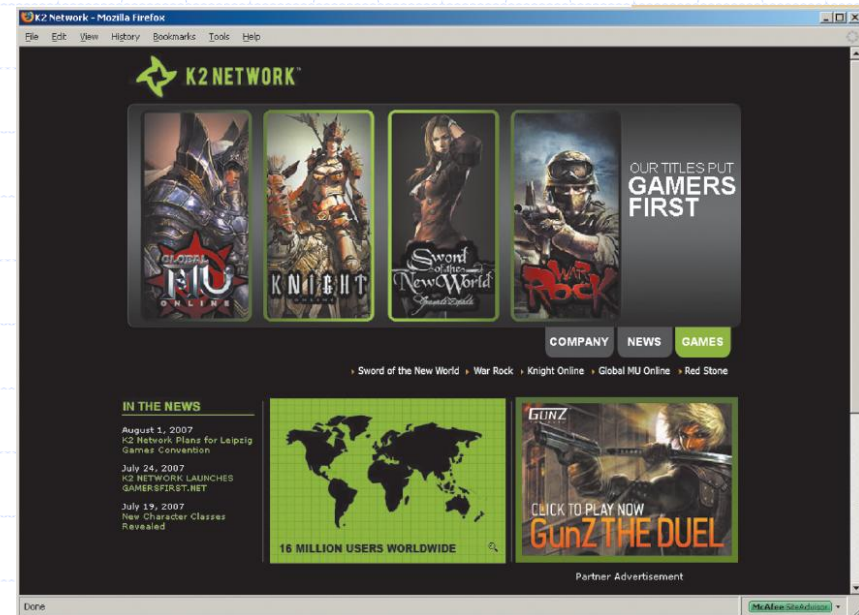 K2 Network - Mozilla Firefox
File Edit View History Bookmarks Tools Help
K2 NETWORK™
GLOBAL
MU
ONLINE
KNIGHT
ONLINE
Sword
of the
New World
Granado Espada
WAR
ROCK
OUR TITLES PUT
GAMERS
FIRST
COMPANY NEWS GAMES
Sword of the New World War Rock Knight Online Global MU Online Red Stone
IN THE NEWS
August 1, 2007
K2 Network Plans for Leipzig
Games Convention
July 24, 2007
K2 NETWORK LAUNCHES
GAMERSFIRST.NET
July 19, 2007
New Character Classes
Revealed
16 MILLION USERS WORLDWIDE
GUNZ
CLICK TO PLAY NOW
GunZ THE DUEL
Partner Advertisement
Done
McAfee SiteAdvisor